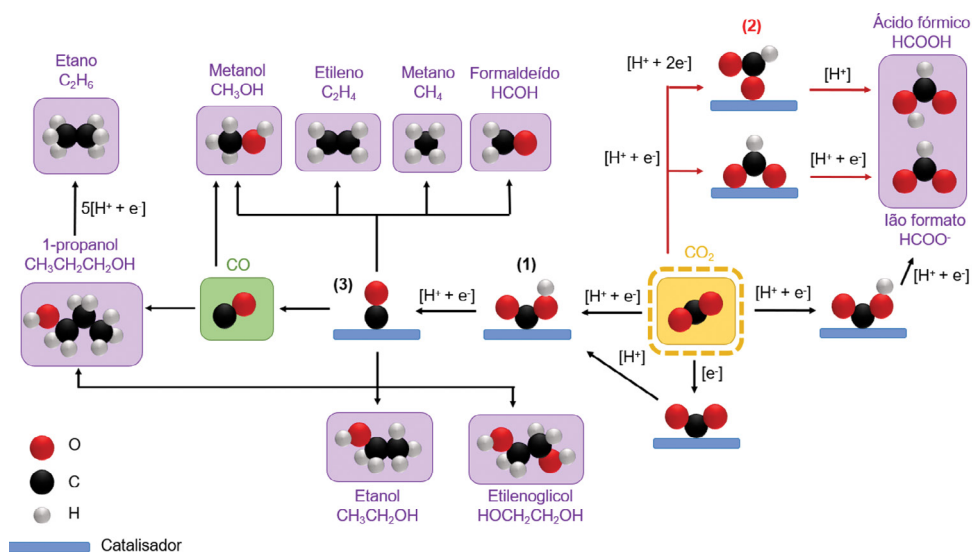 Etano
C₂H₆
Metanol
CH₃OH
Etileno
C₂H₄
Metano
CH₄
Formaldeído
HCOH
(2)
Ácido fórmico
HCOOH
[H⁺ + 2e⁻]
[H⁺]
[H⁺ + e⁻]
[H⁺ + e⁻]
5[H⁺ + e⁻]
Ião formato
HCOO⁻
1-propanol
CH₃CH₂CH₂OH
CO
(3)
(1)
CO₂
[H⁺ + e⁻]
[H⁺ + e⁻]
[H⁺ + e⁻]
[H⁺ + e⁻]
[H⁺]
[e⁻]
O
C
H
Catalisador
Etanol
CH₃CH₂OH
Etilenoglicol
HOCH₂CH₂OH